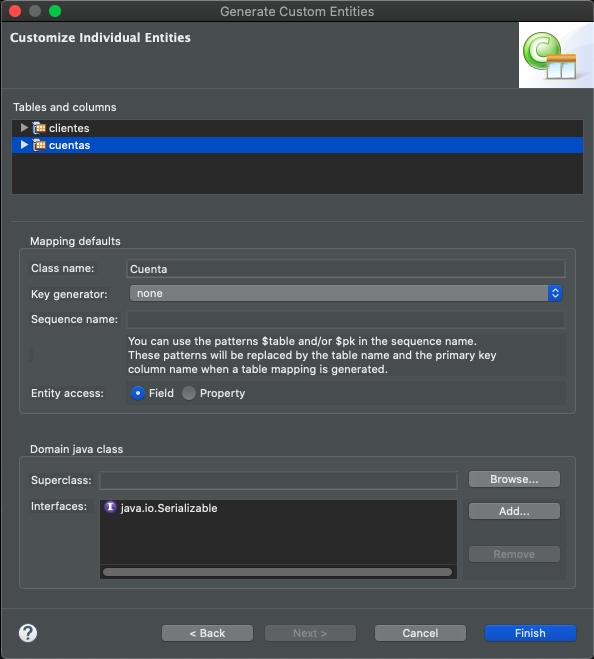 Generate Custom Entities
Customize Individual Entities
C
Tables and columns
clientes
cuentas
Mapping defaults
Class name: Cuenta
Key generator: none
Sequence name:
You can use the patterns $table and/or $pk in the sequence name.
These patterns will be replaced by the table name and the primary key
column name when a table mapping is generated.
Entity access: Field Property
Domain java class
Superclass: Browse...
Interfaces: I java.io.Serializable Add...
Remove
? < Back Next > Cancel Finish